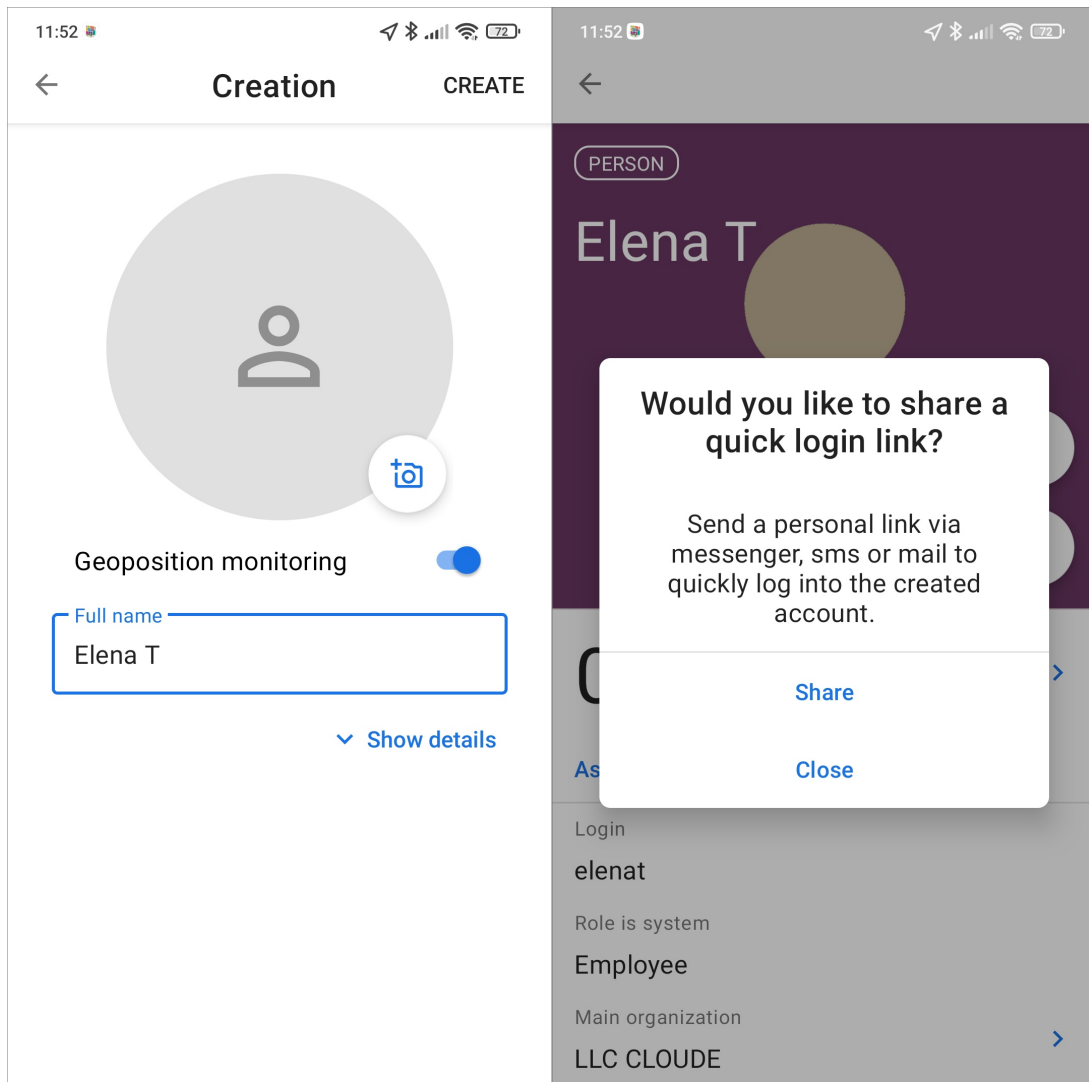 11:52
72
Creation
CREATE
Geoposition monitoring
Full name
Elena T
Show details
11:52
72
PERSON
Elena T
Would you like to share a
quick login link?
Send a personal link via
messenger, sms or mail to
quickly log into the created
account.
Share
As
Close
Login
elenat
Role is system
Employee
Main organization
LLC CLOUDE